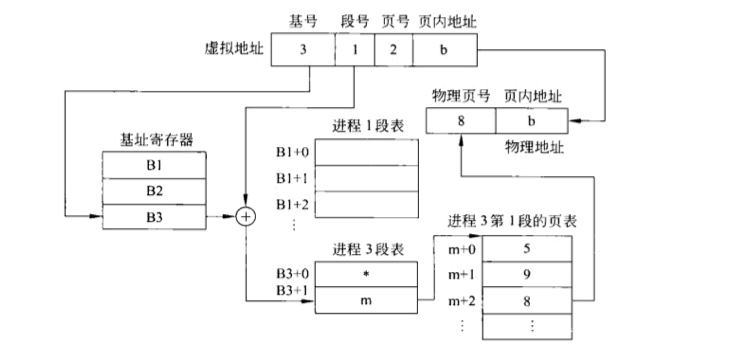 基号 段号 页号 页内地址
虚拟地址 3 1 2 b
物理页号 页内地址
8 b
物理地址
基址寄存器
B1
B2
B3
进程1段表
B1+0
B1+1
B1+2
⋮
进程3段表
B3+0 *
B3+1 m
进程3第1段的页表
m+0 5
m+1 9
m+2 8
⋮ ⋮